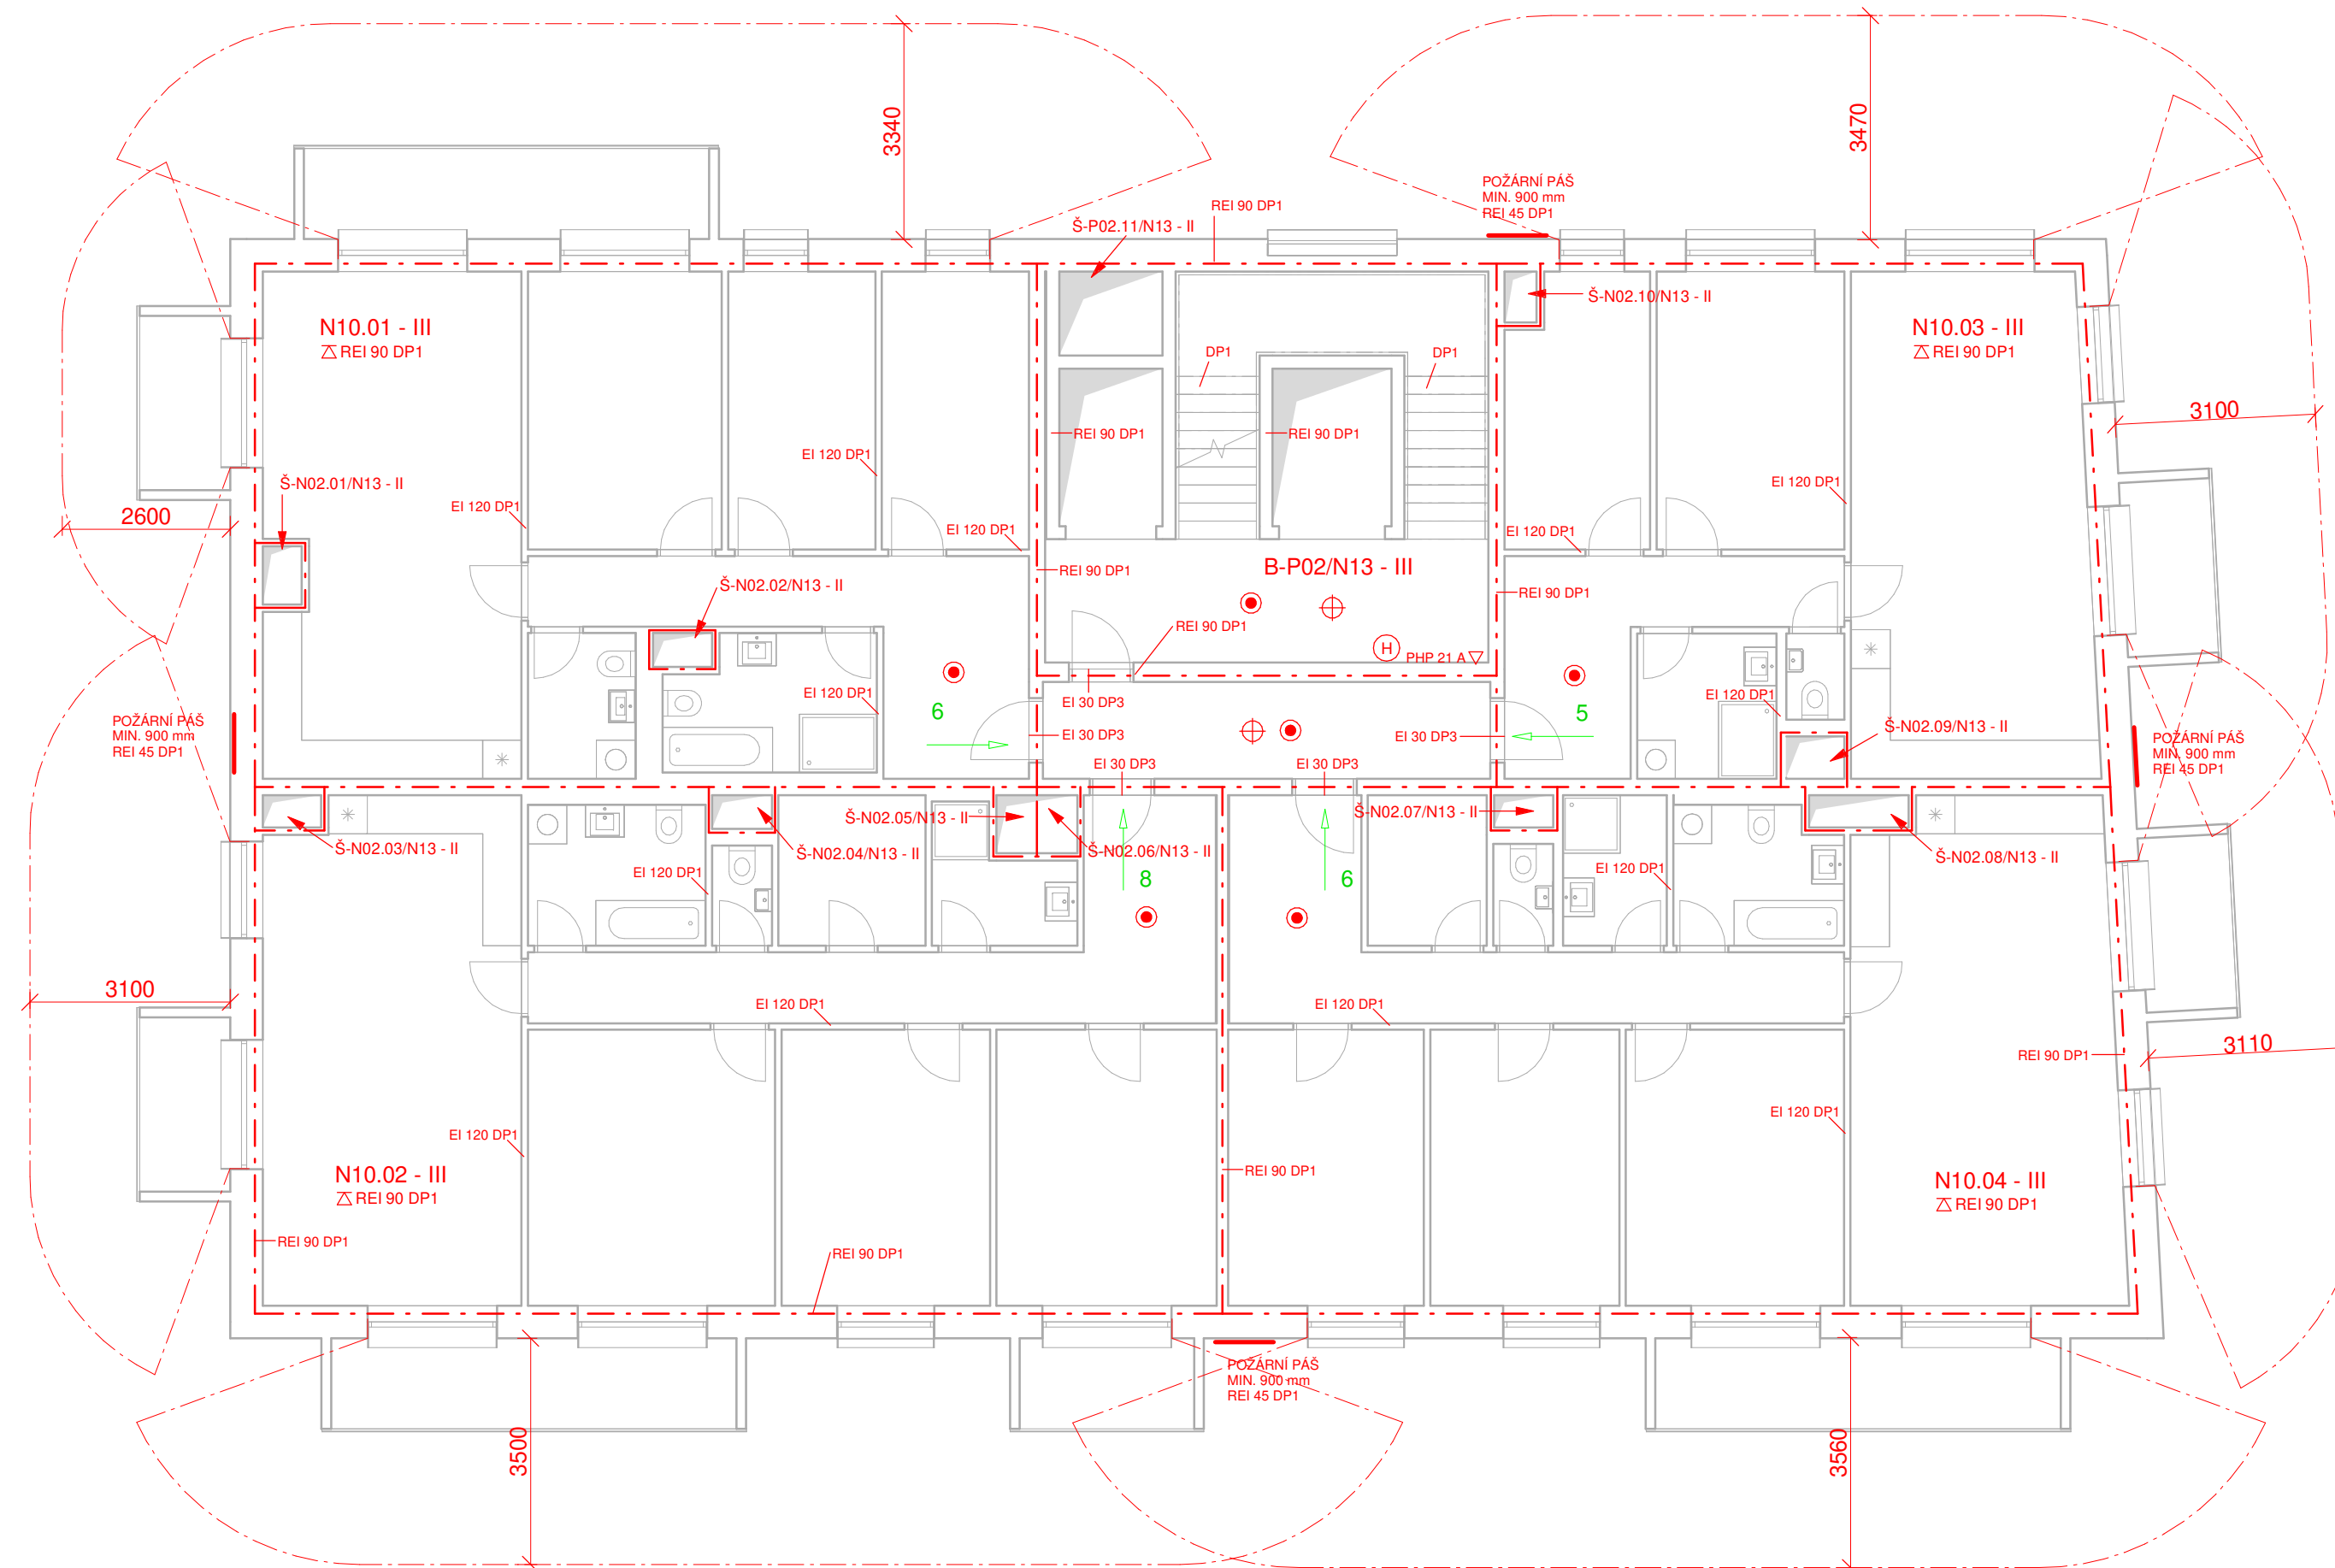 3340
3470
POŽÁRNÍ PÁŠ
MIN. 900 mm
REI 45 DP1
REI 90 DP1
Š-P02.11/N13 - II
Š-N02.10/N13 - II
N10.01 - III
REI 90 DP1
N10.03 - III
REI 90 DP1
DP1
DP1
3100
REI 90 DP1
REI 90 DP1
EI 120 DP1
Š-N02.01/N13 - II
EI 120 DP1
EI 120 DP1
2600
EI 120 DP1
EI 120 DP1
REI 90 DP1
B-P02/N13 - III
Š-N02.02/N13 - II
REI 90 DP1
REI 90 DP1
H
PHP 21 A
EI 120 DP1
EI 120 DP1
EI 30 DP3
6
5
POŽÁRNÍ PÁŠ
MIN. 900 mm
REI 45 DP1
EI 30 DP3
EI 30 DP3
Š-N02.09/N13 - II
POŽÁRNÍ PÁŠ
MIN. 900 mm
REI 45 DP1
EI 30 DP3
EI 30 DP3
Š-N02.05/N13 - II
Š-N02.07/N13 - II
Š-N02.03/N13 - II
Š-N02.04/N13 - II
Š-N02.06/N13 - II
Š-N02.08/N13 - II
EI 120 DP1
EI 120 DP1
8
6
3100
EI 120 DP1
EI 120 DP1
3110
REI 90 DP1
EI 120 DP1
EI 120 DP1
N10.02 - III
REI 90 DP1
REI 90 DP1
N10.04 - III
REI 90 DP1
REI 90 DP1
REI 90 DP1
POŽÁRNÍ PÁŠ
MIN. 900 mm
REI 45 DP1
3500
3560